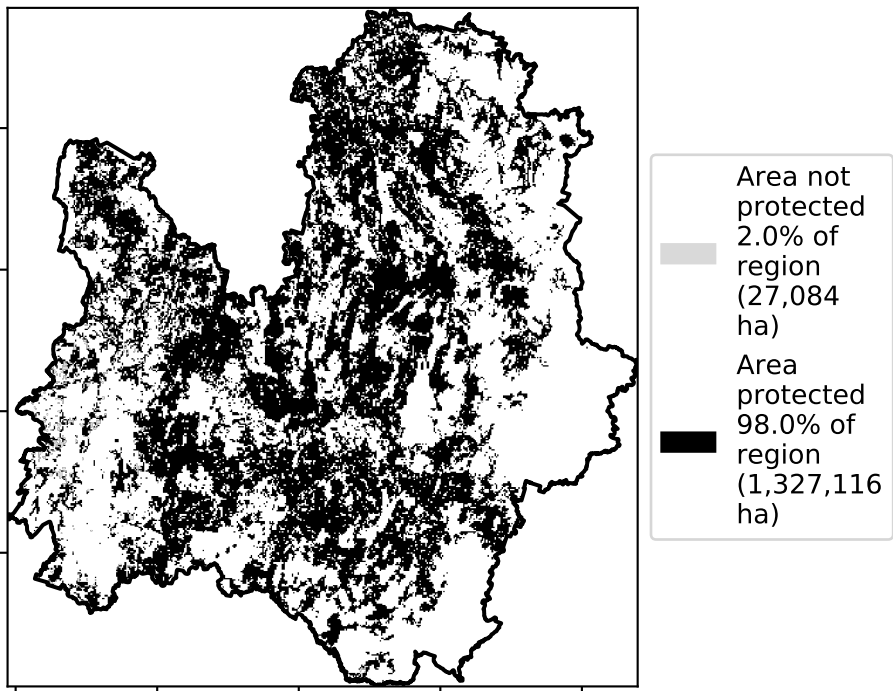 Area not
protected
2.0% of
region
(27,084
ha)
Area
protected
98.0% of
region
(1,327,116
ha)